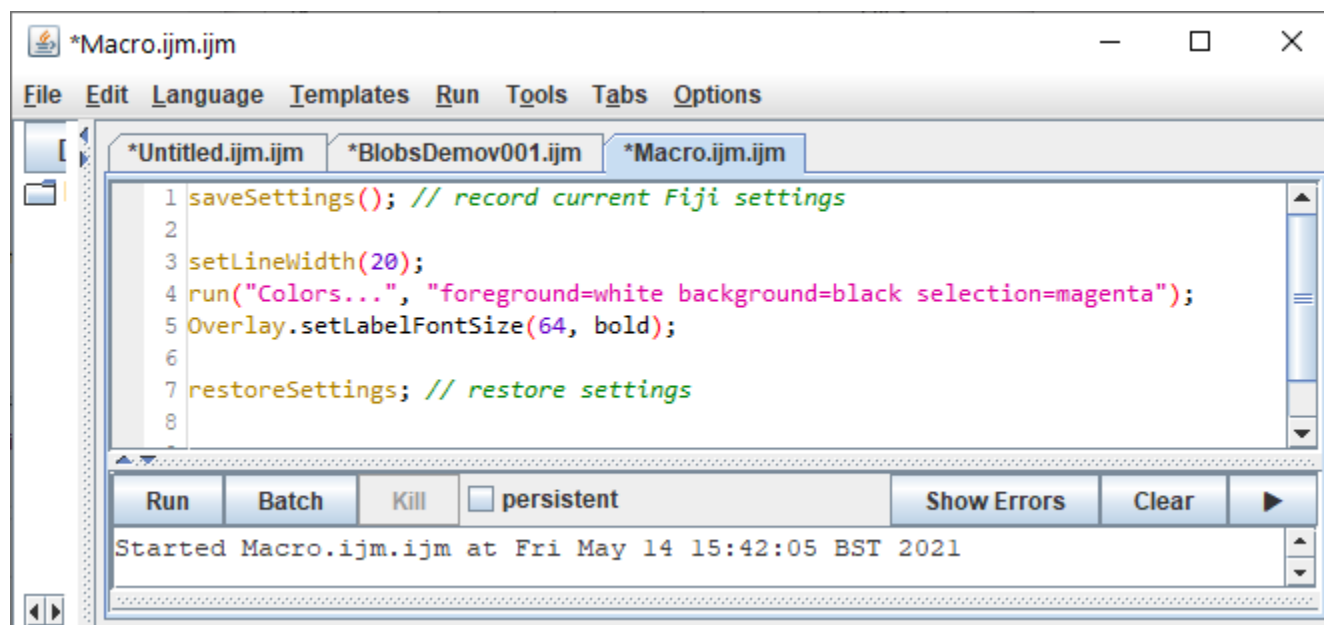 *Macro.ijm.ijm
File Edit Language Templates Run Tools Tabs Options
*Untitled.ijm.ijm *BlobsDemov001.ijm *Macro.ijm.ijm
1 saveSettings(); // record current Fiji settings
2
3 setLineWidth(20);
4 run("Colors...", "foreground=white background=black selection=magenta");
5 Overlay.setLabelFontSize(64, bold);
6
7 restoreSettings; // restore settings
8
Run Batch Kill persistent Show Errors Clear
Started Macro.ijm.ijm at Fri May 14 15:42:05 BST 2021